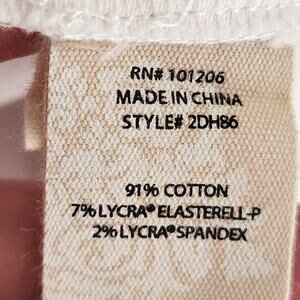 RN# 101206
MADE IN CHINA
STYLE# 2DH86
91% COTTON
7% LYCRA® ELASTERELL-P
2% LYCRA® SPANDEX